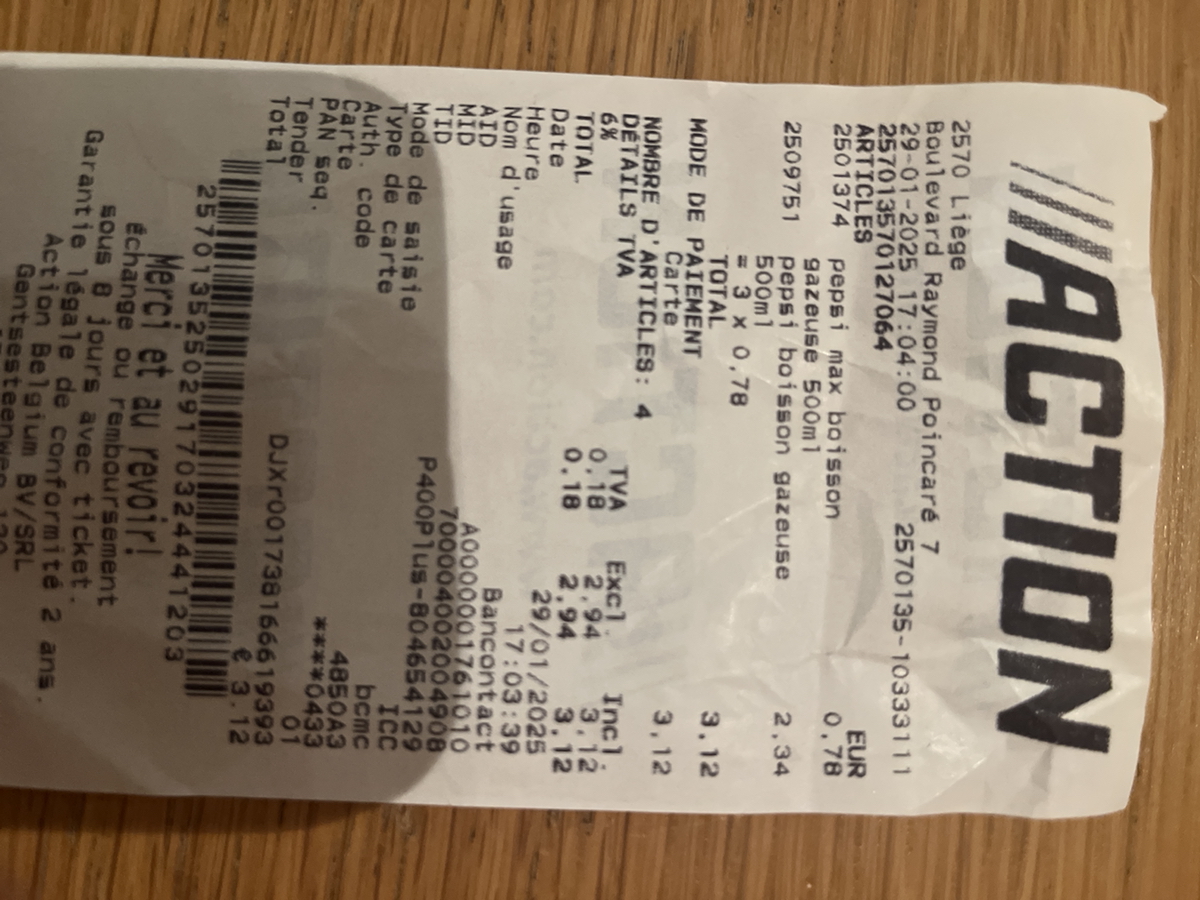 ACTION
2570 Liège
Boulevard Raymond Poincaré 7
29-01-2025 17:04:00 2570135-10333111
2570135701270​64
ARTICLES EUR
2501374 pepsi max boisson 0,78
gazeuse 500ml
2509751 pepsi boisson gazeuse 2,34
500ml
= 3 x 0,78
TOTAL 3,12
MODE DE PAIEMENT
Carte 3,12
NOMBRE D'ARTICLES: 4
DÉTAILS TVA TVA Excl. Incl.
6% 0.18 2,94 3,12
TOTAL 0.18 2,94 3,12
Date 29/01/2025
Heure 17:03:39
Nom d'usage Bancontact
AID A0000001761010
MID 70000400200490B
TID P400Plus-804654129
Mode de saisie ICC
Type de carte bcmc
Auth. code 4850A3
Carte ****0433
PAN seq. 01
Tender DJXr001738166619393
Total € 3.12
257013525029170324441203
Merci et au revoir!
échange ou remboursement
sous 8 jours avec ticket.
Garantie légale de conformité 2 ans.
Action Belgium BV/SRL